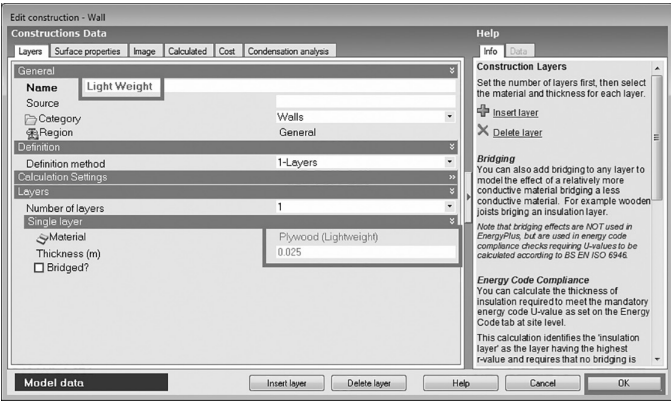 Edit construction - Wall
Constructions Data
Layers Surface properties Image Calculated Cost Condensation analysis
General
Name Light Weight
Source
Category Walls
Region General
Definition
Definition method 1-Layers
Calculation Settings
Layers
Number of layers 1
Single layer
Material Plywood (Lightweight)
Thickness (m) 0.025
Bridged?
Model data
Insert layer Delete layer Help Cancel OK
Help
Info Data
Construction Layers
Set the number of layers first, then select
the material and thickness for each layer.
Insert layer
Delete layer
Bridging
You can also add bridging to any layer to
model the effect of a relatively more
conductive material bridging a less
conductive material. For example wooden
joists briging an insulation layer.
Note that bridging effects are NOT used in
EnergyPlus, but are used in energy code
compliance checks requiring U-values to be
calculated according to BS EN ISO 6946.
Energy Code Compliance
You can calculate the thickness of
insulation required to meet the mandatory
energy code U-value as set on the Energy
Code tab at site level.
This calculation identifies the 'insulation
layer' as the layer having the highest
r-value and requires that no bridging is